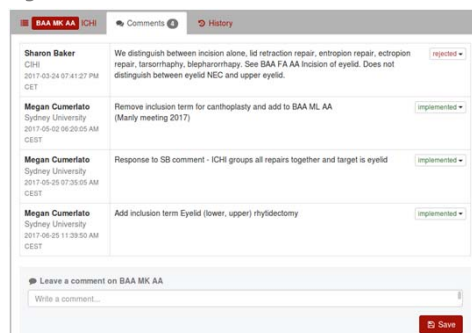 BAA MK AA ICHI
Comments 4
History
Sharon Baker
CIHI
2017-03-24 07:41:27 PM
CET
We distinguish between incision alone, lid retraction repair, entropion repair, ectropion
repair, tarsorrhaphy, blepharorrhapy. See BAA FA AA Incision of eyelid. Does not
distinguish between eyelid NEC and upper eyelid.
rejected
Megan Cumerlato
Sydney University
2017-05-02 06:20:05 AM
CEST
Remove inclusion term for canthoplasty and add to BAA ML AA
(Manly meeting 2017)
implemented
Megan Cumerlato
Sydney University
2017-05-25 07:35:05 AM
CEST
Response to SB comment - ICHI groups all repairs together and target is eyelid
implemented
Megan Cumerlato
Sydney University
2017-06-25 11:39:50 AM
CEST
Add inclusion term Eyelid (lower, upper) rhytidectomy
implemented
Leave a comment on BAA MK AA
Write a comment...
Save